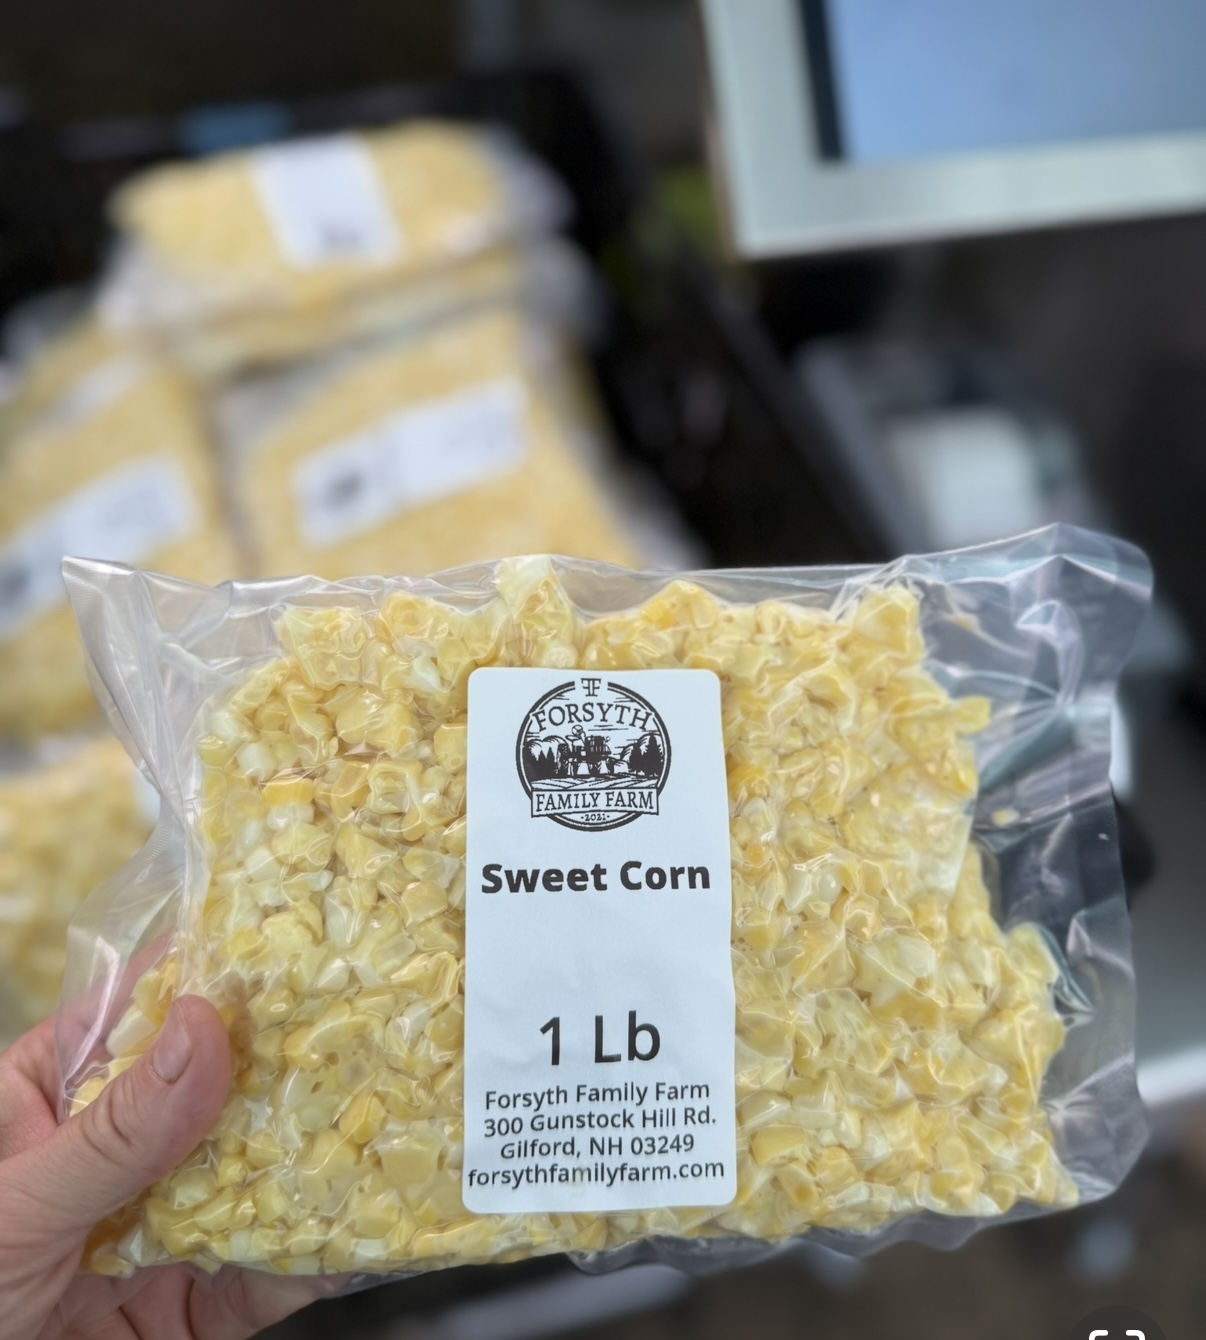 FF
FORSYTH
FAMILY FARM
·2021·
Sweet Corn
1 Lb
Forsyth Family Farm
300 Gunstock Hill Rd.
Gilford, NH 03249
forsythfamilyfarm.com